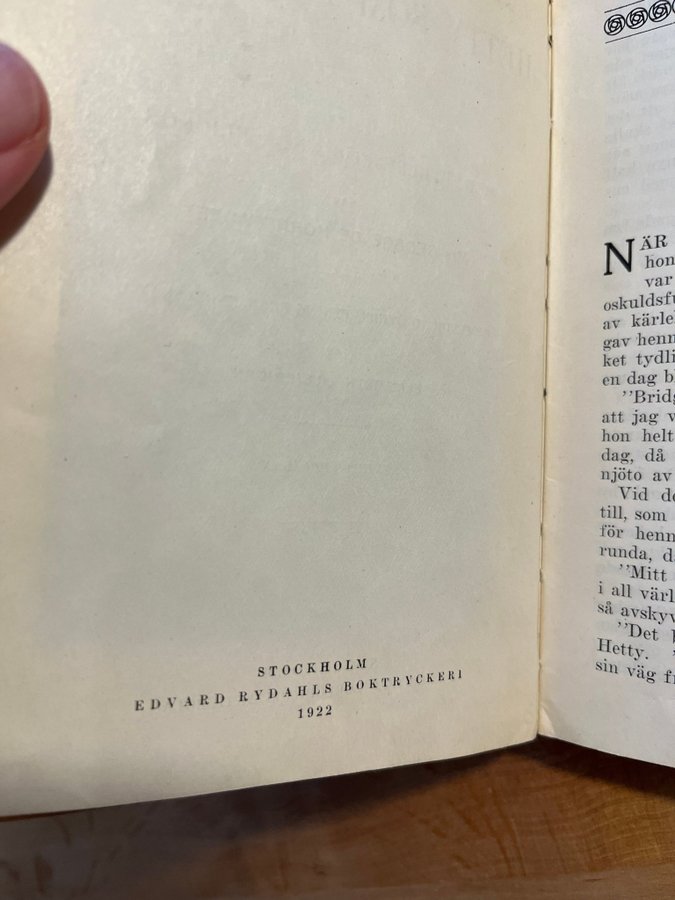 STOCKHOLM
EDVARD RYDAHLS BOKTRYCKERI
1922
NÄR
hon
var
oskuldsfu
av kärle
gav henn
ket tydli
en dag b
"Bridg
att jag v
hon helt
dag, då
njöto av
Vid de
till, som
för henn
runda, d
"Mitt
i all värl
så avskyv
"Det
Hetty.
sin väg fr